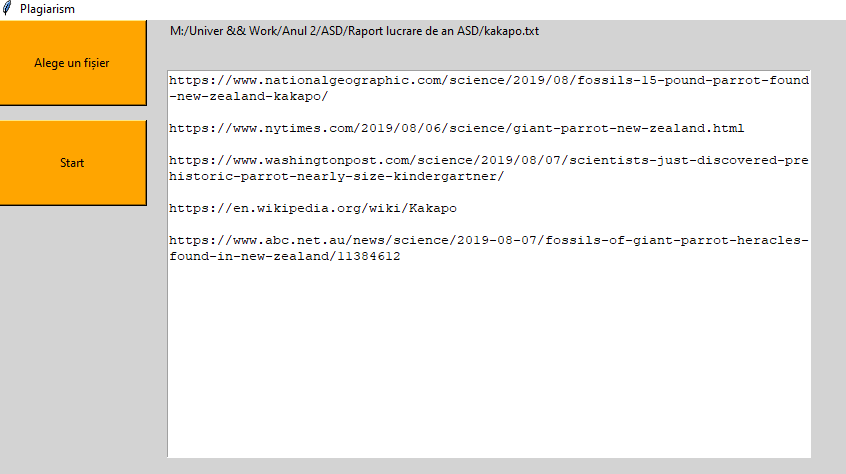 Plagiarism
Alege un fișier
Start
M:/Univer && Work/Anul 2/ASD/Raport lucrare de an ASD/kakapo.txt
https://www.nationalgeographic.com/science/2019/08/fossils-15-pound-parrot-found
-new-zealand-kakapo/
https://www.nytimes.com/2019/08/06/science/giant-parrot-new-zealand.html
https://www.washingtonpost.com/science/2019/08/07/scientists-just-discovered-pre
historic-parrot-nearly-size-kindergartner/
https://en.wikipedia.org/wiki/Kakapo
https://www.abc.net.au/news/science/2019-08-07/fossils-of-giant-parrot-heracles-
found-in-new-zealand/11384612